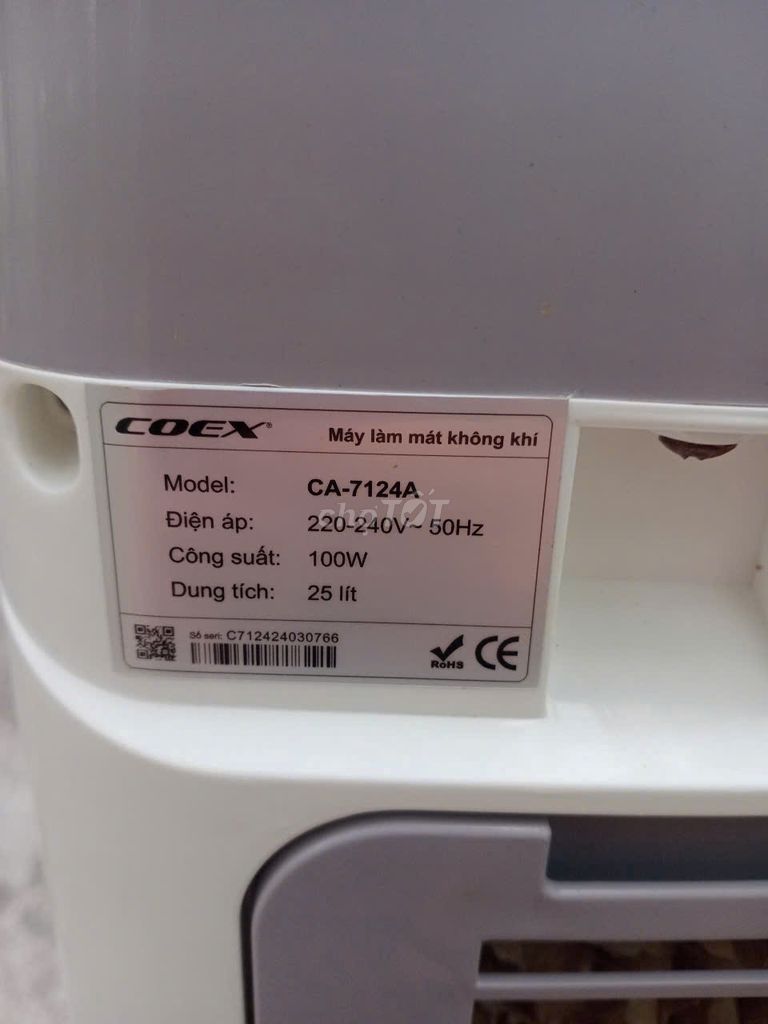 COEX®
Máy làm mát không khí
Model: CA-7124A
Điện áp: 220-240V~ 50Hz
Công suất: 100W
Dung tích: 25 lít
Số seri: C712424030766
RoHS CE
chợTỐT